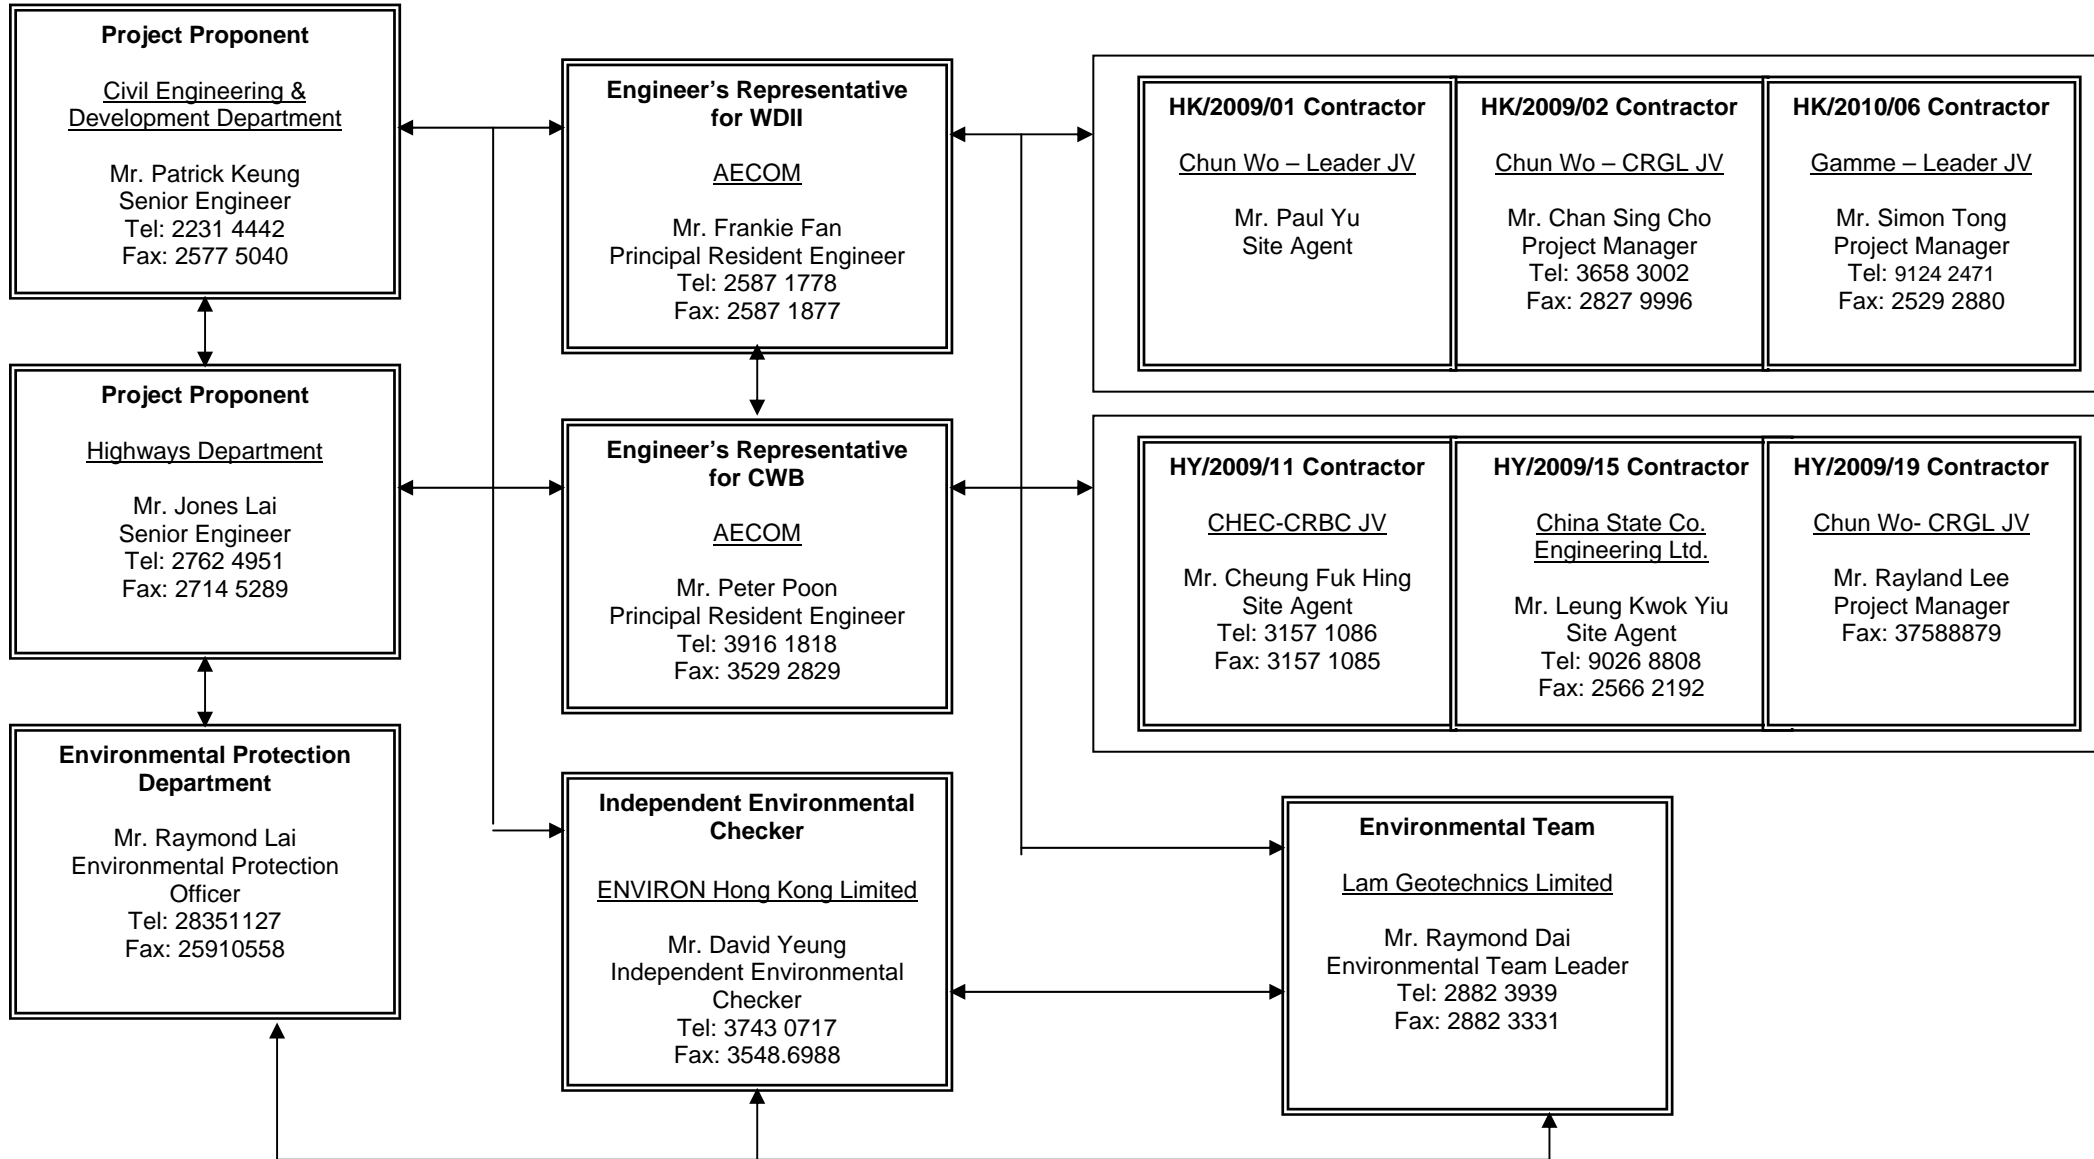 Project Proponent
Civil Engineering &
Development Department
Mr. Patrick Keung
Senior Engineer
Tel: 2231 4442
Fax: 2577 5040
Engineer's Representative
for WDII
AECOM
Mr. Frankie Fan
Principal Resident Engineer
Tel: 2587 1778
Fax: 2587 1877
HK/2009/01 Contractor
Chun Wo – Leader JV
Mr. Paul Yu
Site Agent
HK/2009/02 Contractor
Chun Wo – CRGL JV
Mr. Chan Sing Cho
Project Manager
Tel: 3658 3002
Fax: 2827 9996
HK/2010/06 Contractor
Gamme – Leader JV
Mr. Simon Tong
Project Manager
Tel: 9124 2471
Fax: 2529 2880
Project Proponent
Highways Department
Mr. Jones Lai
Senior Engineer
Tel: 2762 4951
Fax: 2714 5289
Engineer's Representative
for CWB
AECOM
Mr. Peter Poon
Principal Resident Engineer
Tel: 3916 1818
Fax: 3529 2829
HY/2009/11 Contractor
CHEC-CRBC JV
Mr. Cheung Fuk Hing
Site Agent
Tel: 3157 1086
Fax: 3157 1085
HY/2009/15 Contractor
China State Co.
Engineering Ltd.
Mr. Leung Kwok Yiu
Site Agent
Tel: 9026 8808
Fax: 2566 2192
HY/2009/19 Contractor
Chun Wo- CRGL JV
Mr. Rayland Lee
Project Manager
Fax: 37588879
Environmental Protection
Department
Mr. Raymond Lai
Environmental Protection
Officer
Tel: 28351127
Fax: 25910558
Independent Environmental
Checker
ENVIRON Hong Kong Limited
Mr. David Yeung
Independent Environmental
Checker
Tel: 3743 0717
Fax: 3548.6988
Environmental Team
Lam Geotechnics Limited
Mr. Raymond Dai
Environmental Team Leader
Tel: 2882 3939
Fax: 2882 3331